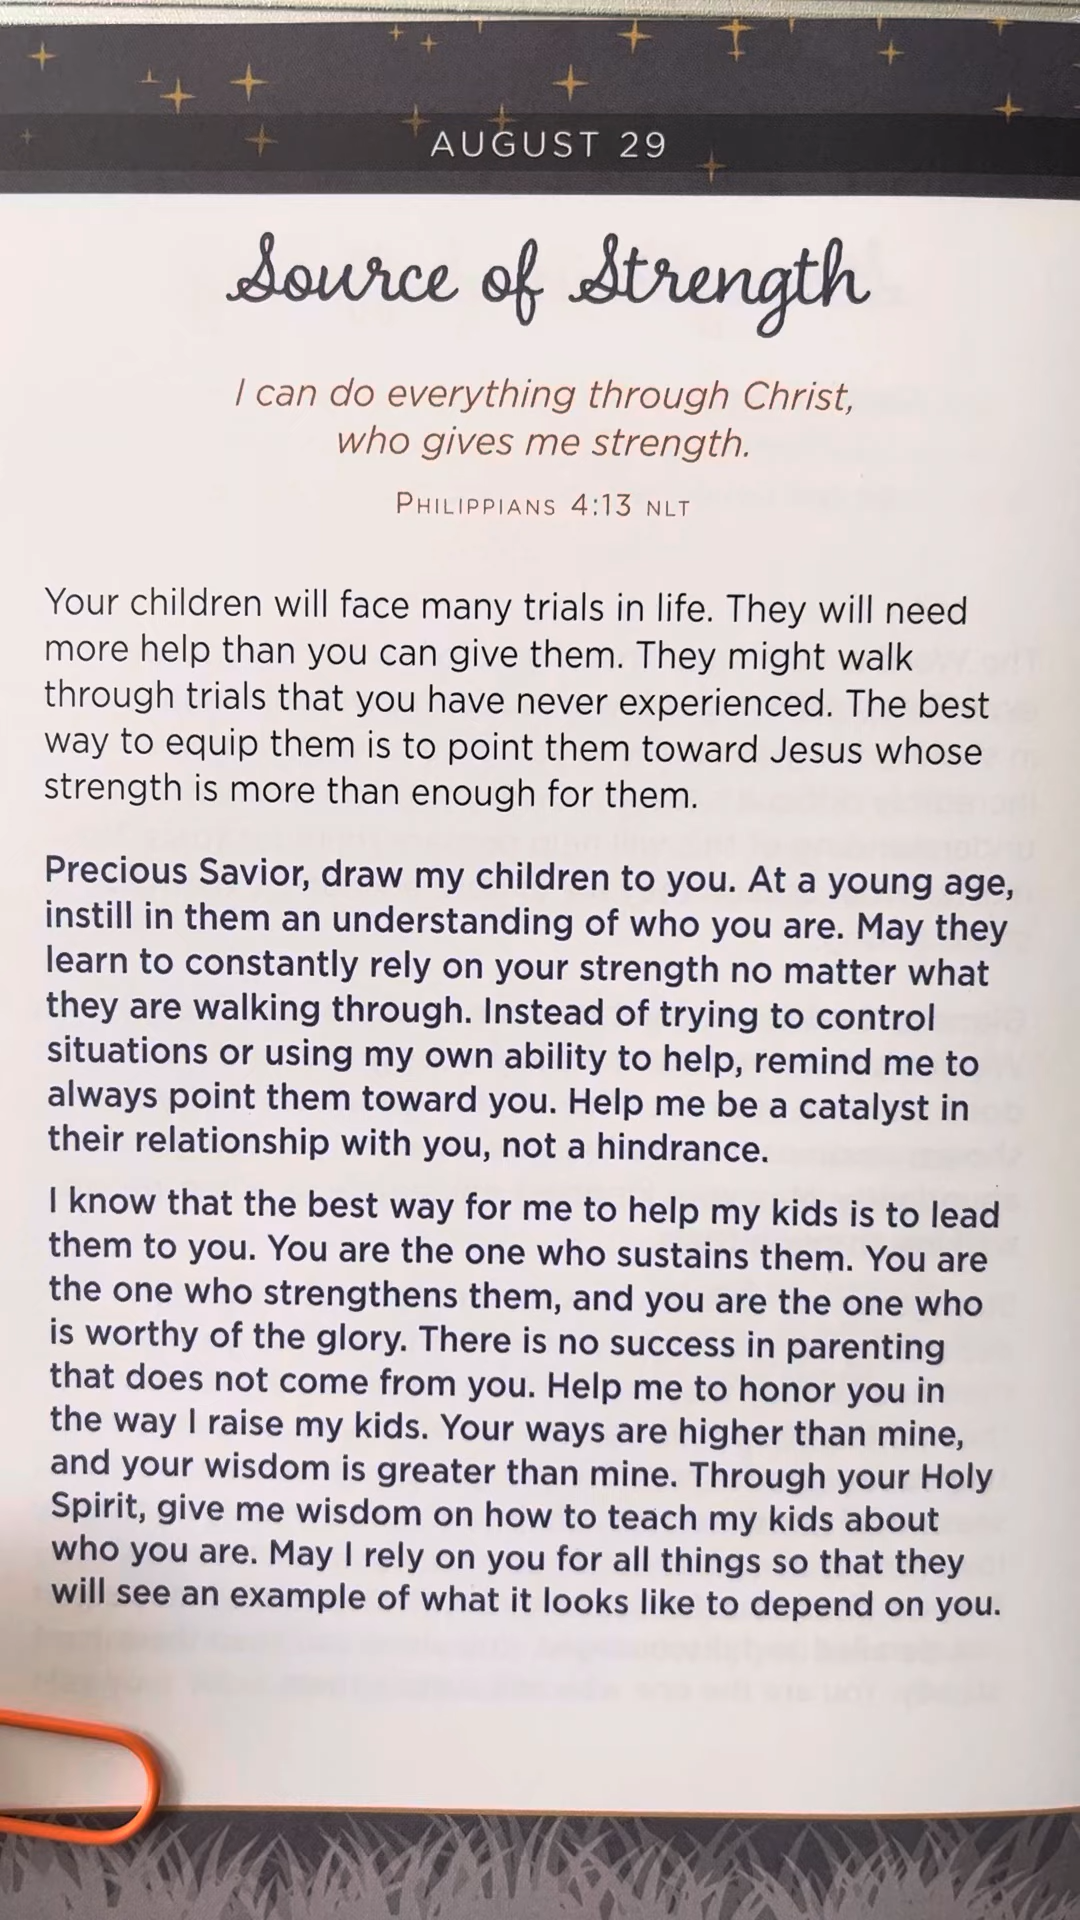 AUGUST 29
Source of Strength
I can do everything through Christ,
who gives me strength.
PHILIPPIANS 4:13 NLT
Your children will face many trials in life. They will need
more help than you can give them. They might walk
through trials that you have never experienced. The best
way to equip them is to point them toward Jesus whose
strength is more than enough for them.
Precious Savior, draw my children to you. At a young age,
instill in them an understanding of who you are. May they
learn to constantly rely on your strength no matter what
they are walking through. Instead of trying to control
situations or using my own ability to help, remind me to
always point them toward you. Help me be a catalyst in
their relationship with you, not a hindrance.
I know that the best way for me to help my kids is to lead
them to you. You are the one who sustains them. You are
the one who strengthens them, and you are the one who
is worthy of the glory. There is no success in parenting
that does not come from you. Help me to honor you in
the way I raise my kids. Your ways are higher than mine,
and your wisdom is greater than mine. Through your Holy
Spirit, give me wisdom on how to teach my kids about
who you are. May I rely on you for all things so that they
will see an example of what it looks like to depend on you.